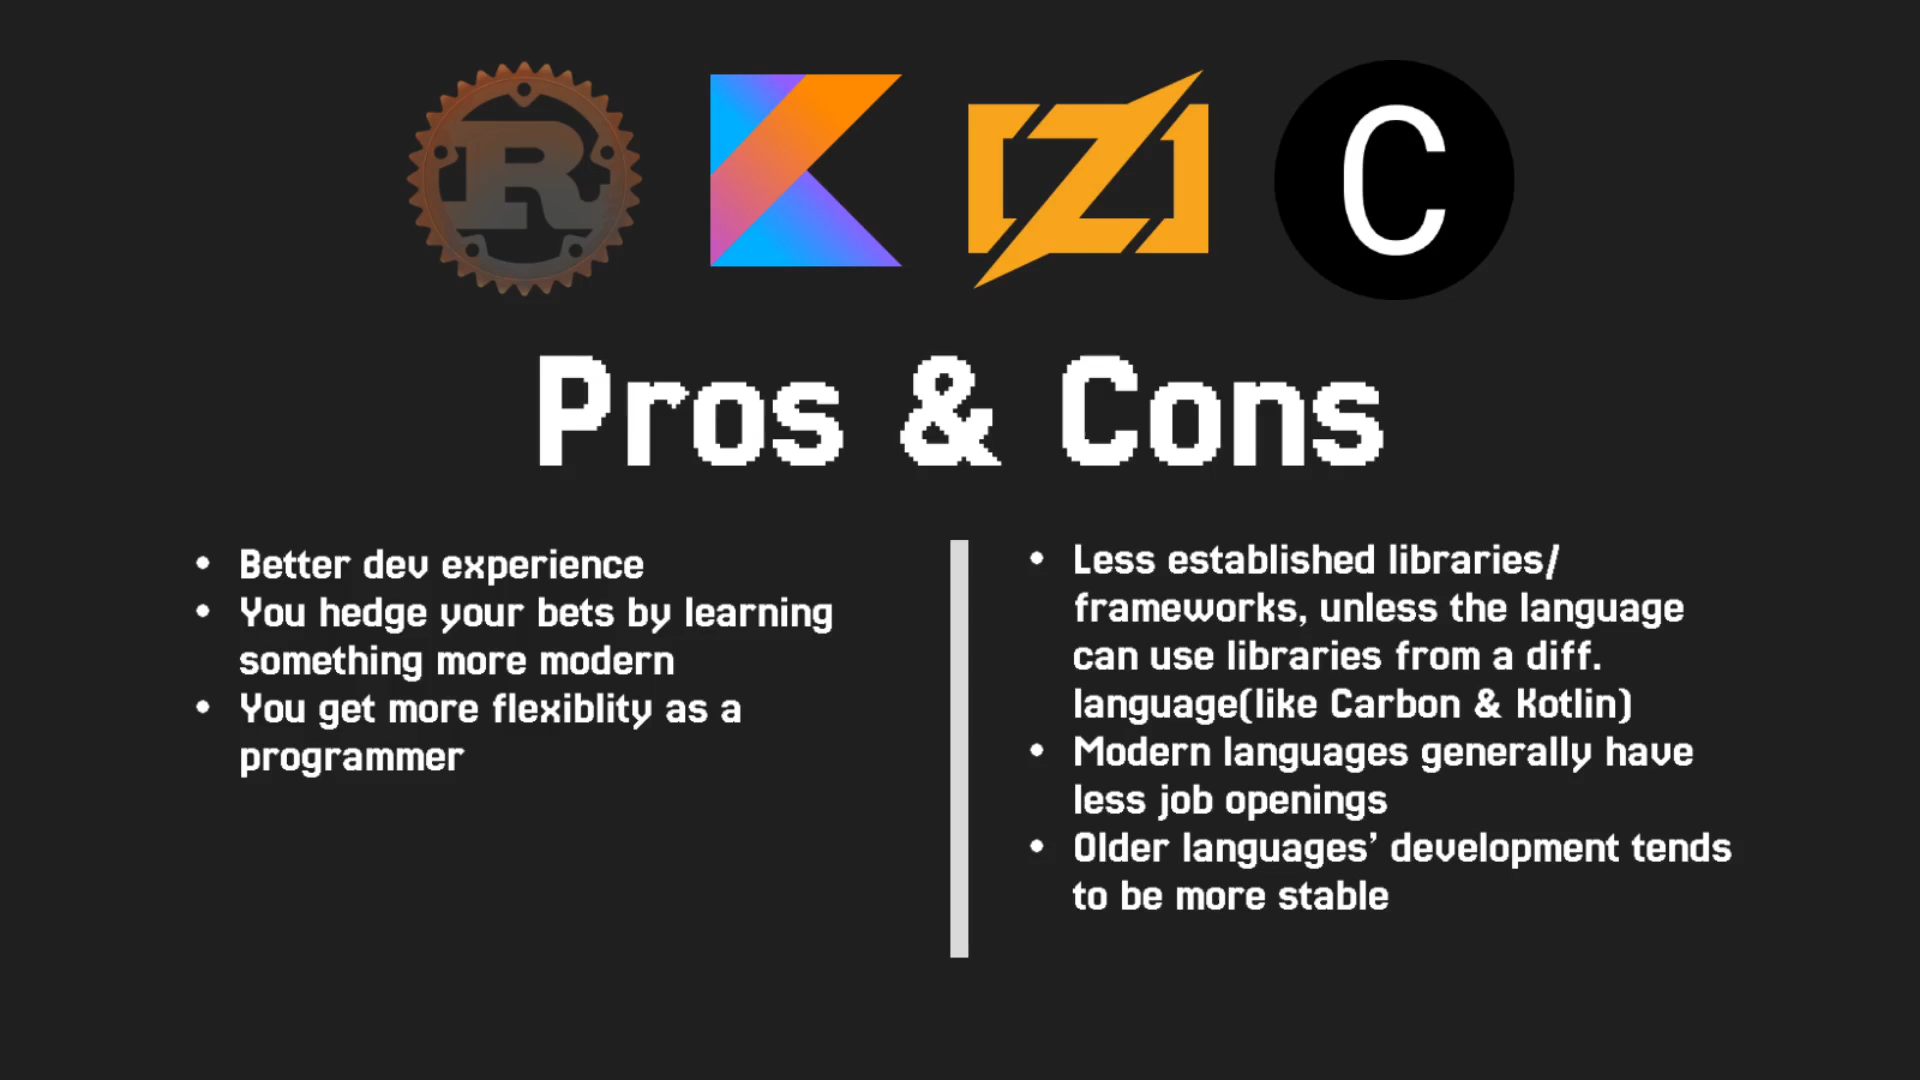 R
Z
C
Pros & Cons
• Better dev experience
• You hedge your bets by learning
something more modern
• You get more flexiblity as a
programmer
• Less established libraries/
frameworks, unless the language
can use libraries from a diff.
language(like Carbon & Kotlin)
• Modern languages generally have
less job openings
• Older languages’ development tends
to be more stable